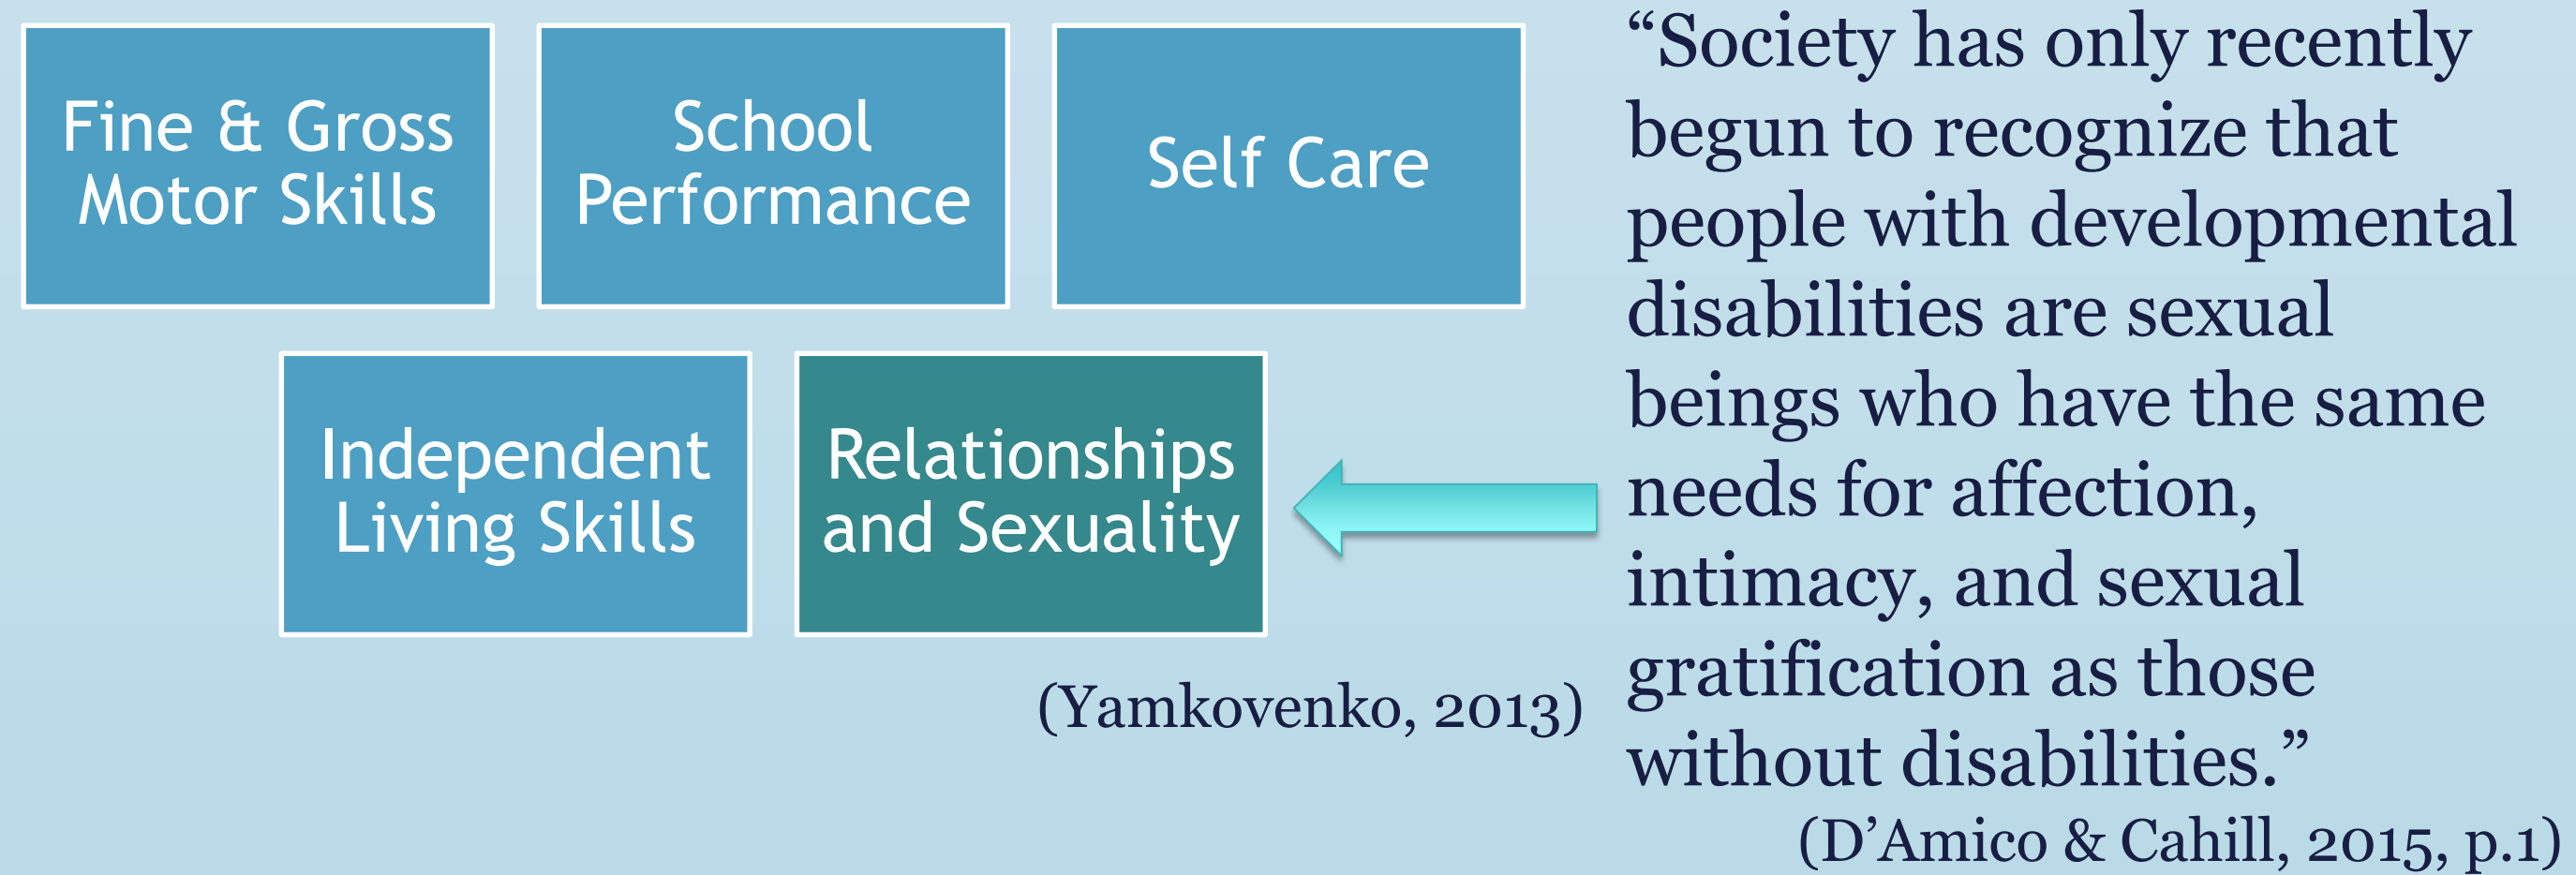 Fine & Gross
Motor Skills
School
Performance
Self Care
Independent
Living Skills
Relationships
and Sexuality
(Yamkovenko, 2013)
“Society has only recently
begun to recognize that
people with developmental
disabilities are sexual
beings who have the same
needs for affection,
intimacy, and sexual
gratification as those
without disabilities.”
(D’Amico & Cahill, 2015, p.1)